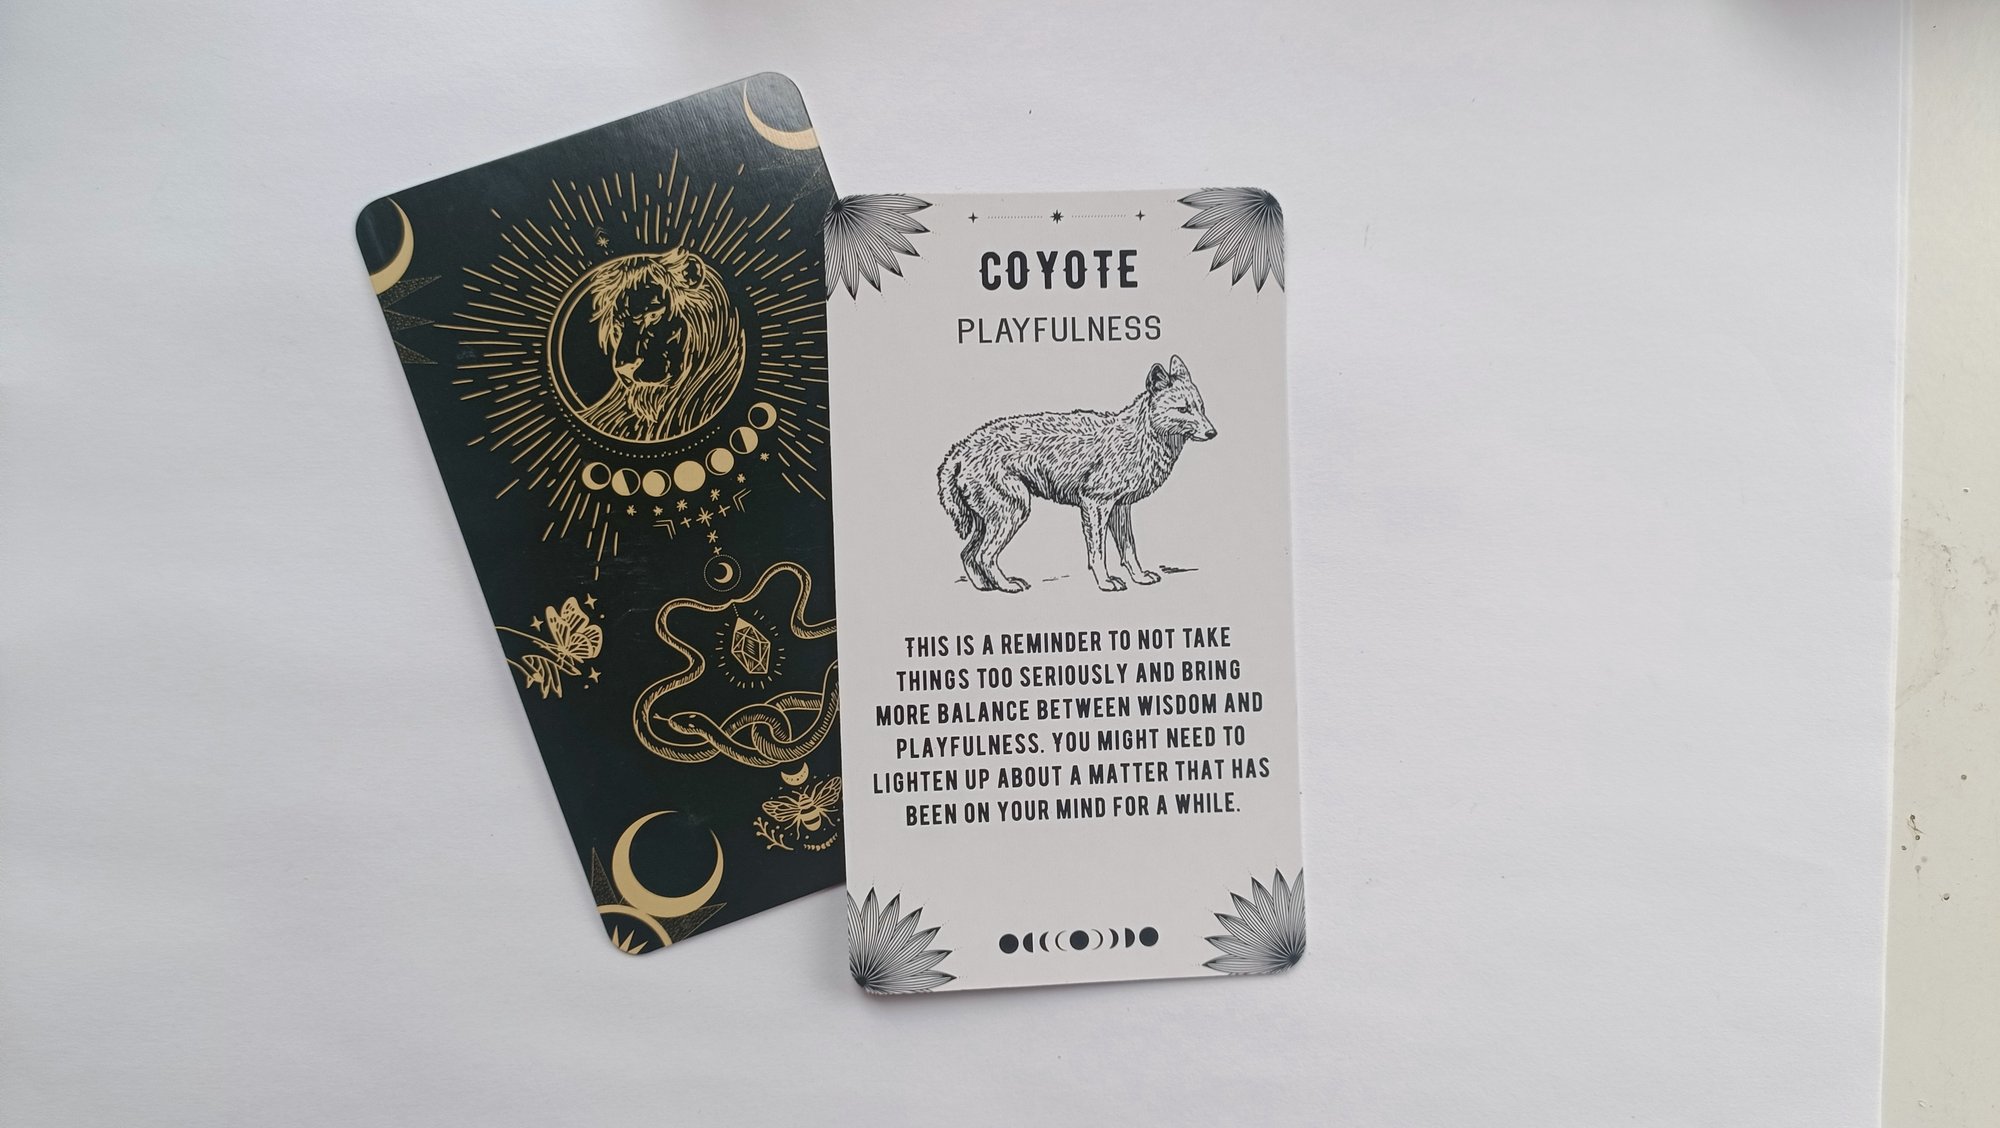 COYOTE
PLAYFULNESS
THIS IS A REMINDER TO NOT TAKE
THINGS TOO SERIOUSLY AND BRING
MORE BALANCE BETWEEN WISDOM AND
PLAYFULNESS. YOU MIGHT NEED TO
LIGHTEN UP ABOUT A MATTER THAT HAS
BEEN ON YOUR MIND FOR A WHILE.